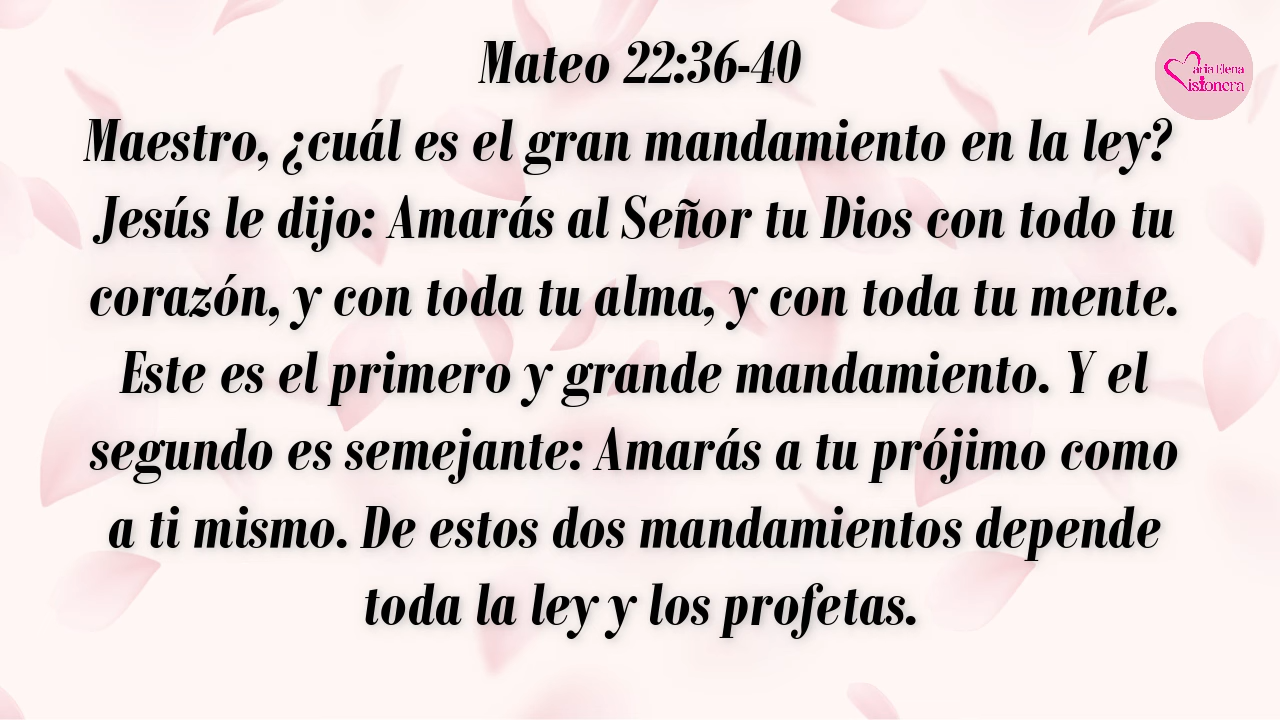 Mateo 22:36-40
Maestro, ¿cuál es el gran mandamiento en la ley?
Jesús le dijo: Amarás al Señor tu Dios con todo tu
corazón, y con toda tu alma, y con toda tu mente.
Este es el primero y grande mandamiento. Y el
segundo es semejante: Amarás a tu prójimo como
a ti mismo. De estos dos mandamientos depende
toda la ley y los profetas.
aria Elena
isionera